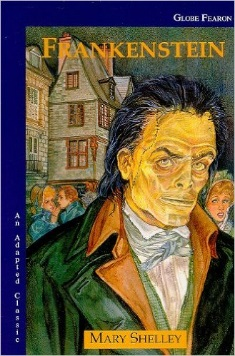 GLOBE FEARON
FRANKENSTEIN
An Adapted Classic
MARY SHELLEY